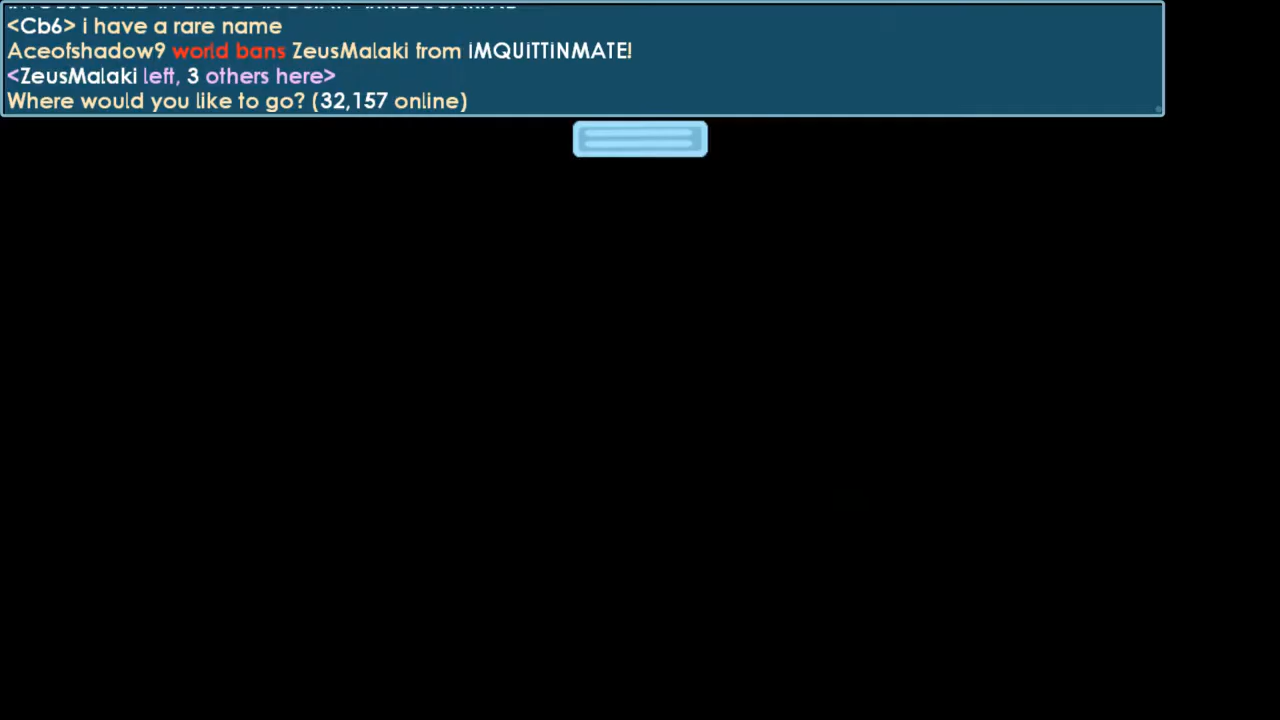 <Cb6> i have a rare name
Aceofshadow9 world bans ZeusMalaki from IMQUITTINMATE!
<ZeusMalaki left, 3 others here>
Where would you like to go? (32,157 online)